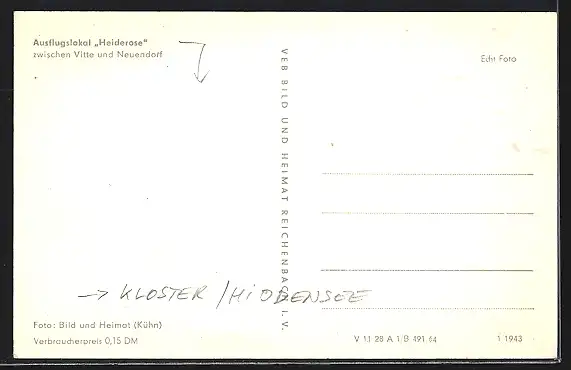 Ausflugslokal „Heiderose“
zwischen Vitte und Neuendorf
Echt Foto
VEB BILD UND HEIMAT REICHENBACH I. V.
→ KLOSTER / HIDDENSEE
Foto: Bild und Heimat (Kühn)
Verbraucherpreis 0,15 DM
V 11 28 A 1/B 491 64
1 1943